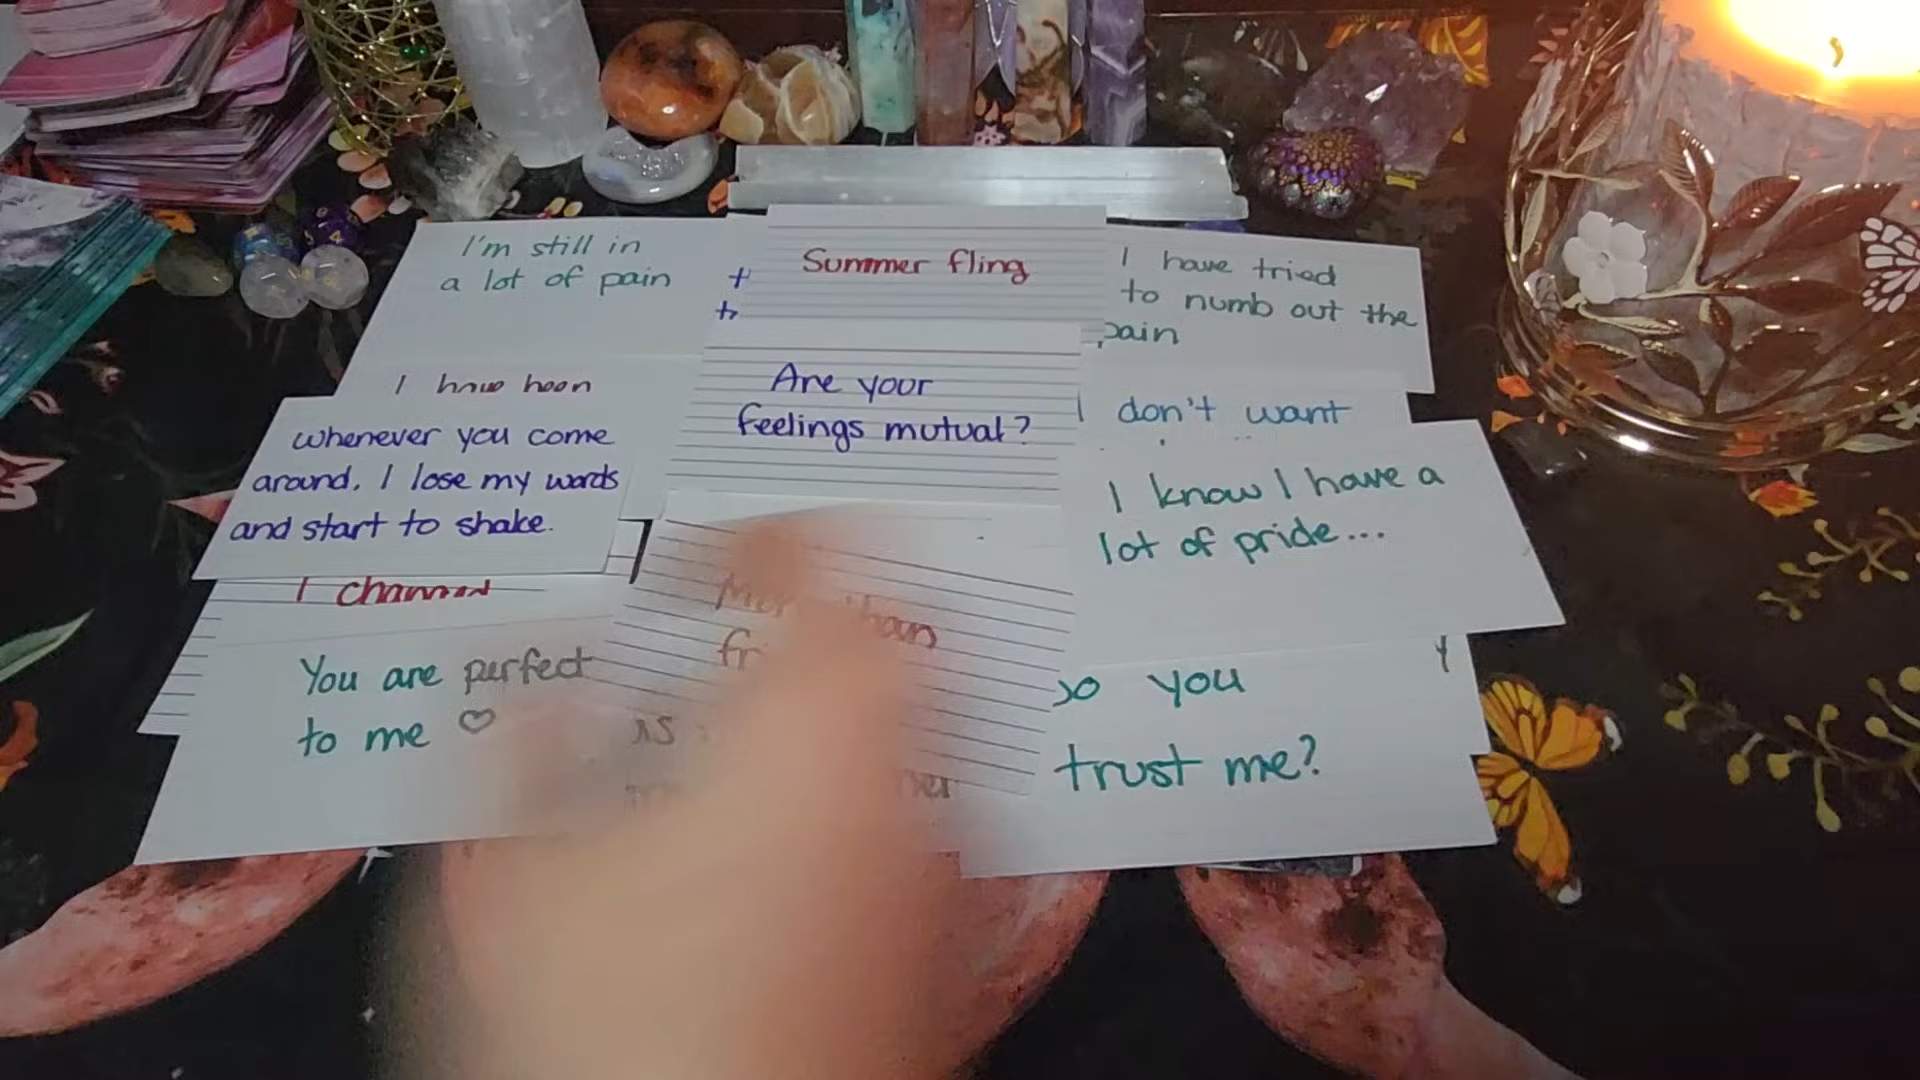 I'm still in
a lot of pain
Summer fling
I have tried
to numb out the
pain
Are your
feelings mutual?
I
whenever you come
around. I lose my words
and start to shake.
I don't want
I know I have a
lot of pride...
I
You are perfect
to me ♡
so you
trust me?